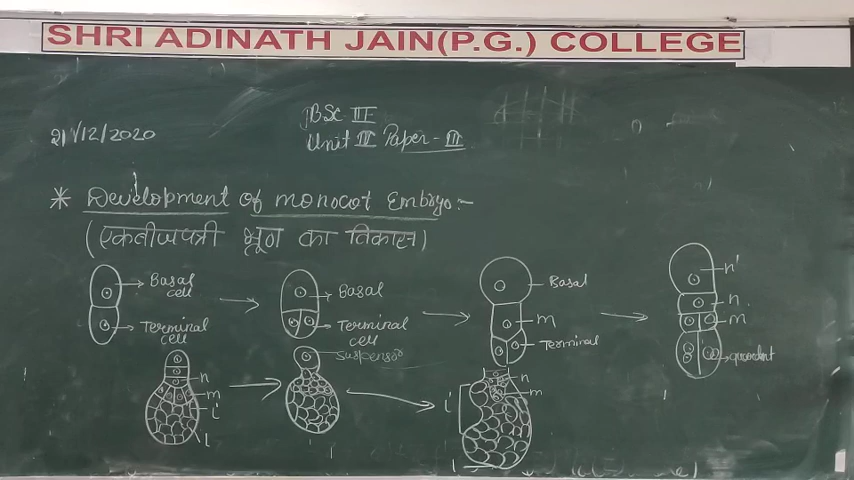 SHRI ADINATH JAIN(P.G.) COLLEGE
21/12/2020
BSc III
Unit III Paper - III
* Development of monocot Embryo:-
(एकबीजपत्री भ्रूण का विकास)
Basal cell
Terminal cell
Basal
Terminal cell
Basal
m
Terminal
n'
n
m
quadrant
n
m
l'
l
suspensor
n
m
l'
l